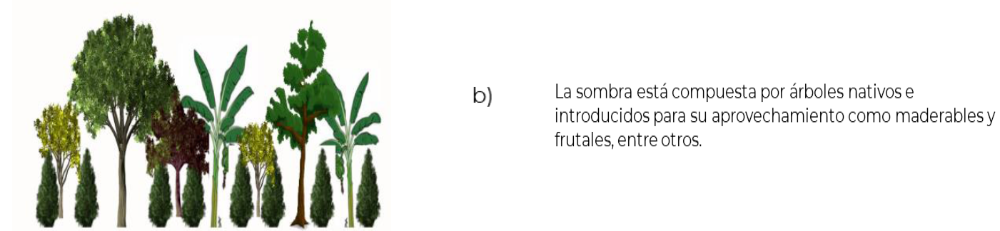 b)
La sombra está compuesta por árboles nativos e
introducidos para su aprovechamiento como maderables y
frutales, entre otros.